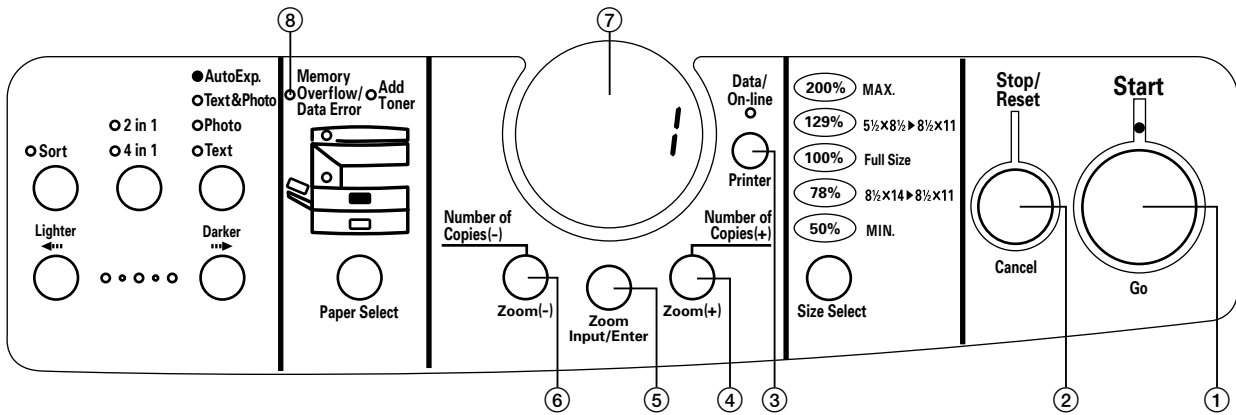 ⑧
⑦
AutoExp.
Text&Photo
Photo
Text
2 in 1
4 in 1
Sort
Lighter
Darker
Memory
Overflow/
Data Error
Add
Toner
Paper Select
1
Number of
Copies(-)
Zoom(-)
Zoom
Input/Enter
Number of
Copies(+)
Zoom(+)
Data/
On-line
Printer
200% MAX.
129% 5½×8½▶8½×11
100% Full Size
78% 8½×14▶8½×11
50% MIN.
Size Select
Stop/
Reset
Cancel
Start
Go
⑥
⑤
④
③
②
①